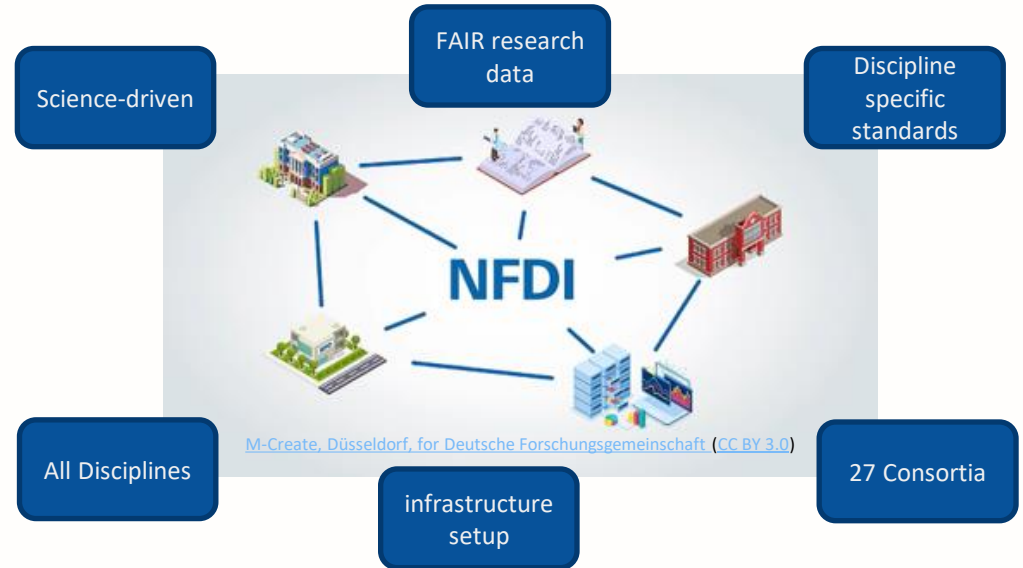 FAIR research
data
Science-driven
Discipline
specific
standards
NFDI
M-Create, Düsseldorf, for Deutsche Forschungsgemeinschaft (CC BY 3.0)
All Disciplines
27 Consortia
infrastructure
setup